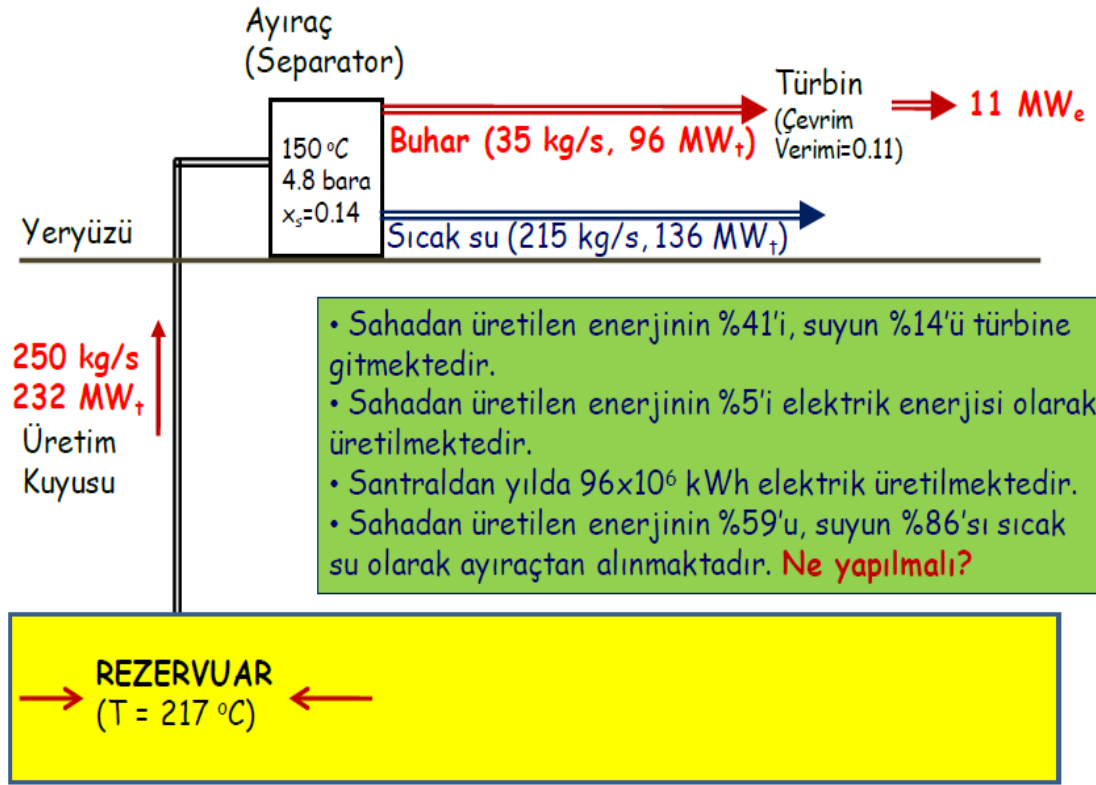 Ayıraç
(Separator)
150 °C
4.8 bara
xₛ=0.14
Buhar (35 kg/s, 96 MWₜ)
Türbin
(Çevrim
Verimi=0.11)
11 MWₑ
Sıcak su (215 kg/s, 136 MWₜ)
Yeryüzü
250 kg/s
232 MWₜ
Üretim
Kuyusu
• Sahadan üretilen enerjinin %41'i, suyun %14'ü türbine
gitmektedir.
• Sahadan üretilen enerjinin %5'i elektrik enerjisi olarak
üretilmektedir.
• Santraldan yılda 96x10⁶ kWh elektrik üretilmektedir.
• Sahadan üretilen enerjinin %59'u, suyun %86'sı sıcak
su olarak ayıraçtan alınmaktadır. Ne yapılmalı?
REZERVUAR
(T = 217 °C)